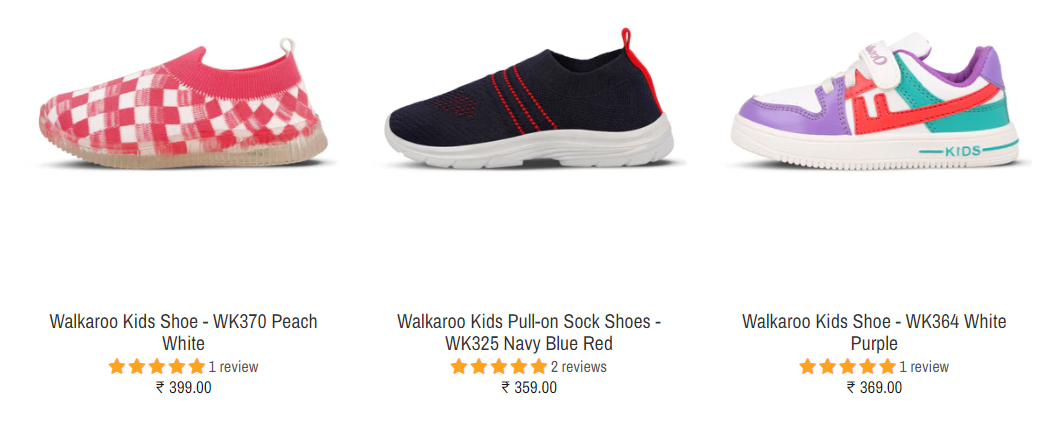 KIDS
Walkaroo Kids Shoe - WK370 Peach
White
1 review
₹ 399.00
Walkaroo Kids Pull-on Sock Shoes -
WK325 Navy Blue Red
2 reviews
₹ 359.00
Walkaroo Kids Shoe - WK364 White
Purple
1 review
₹ 369.00